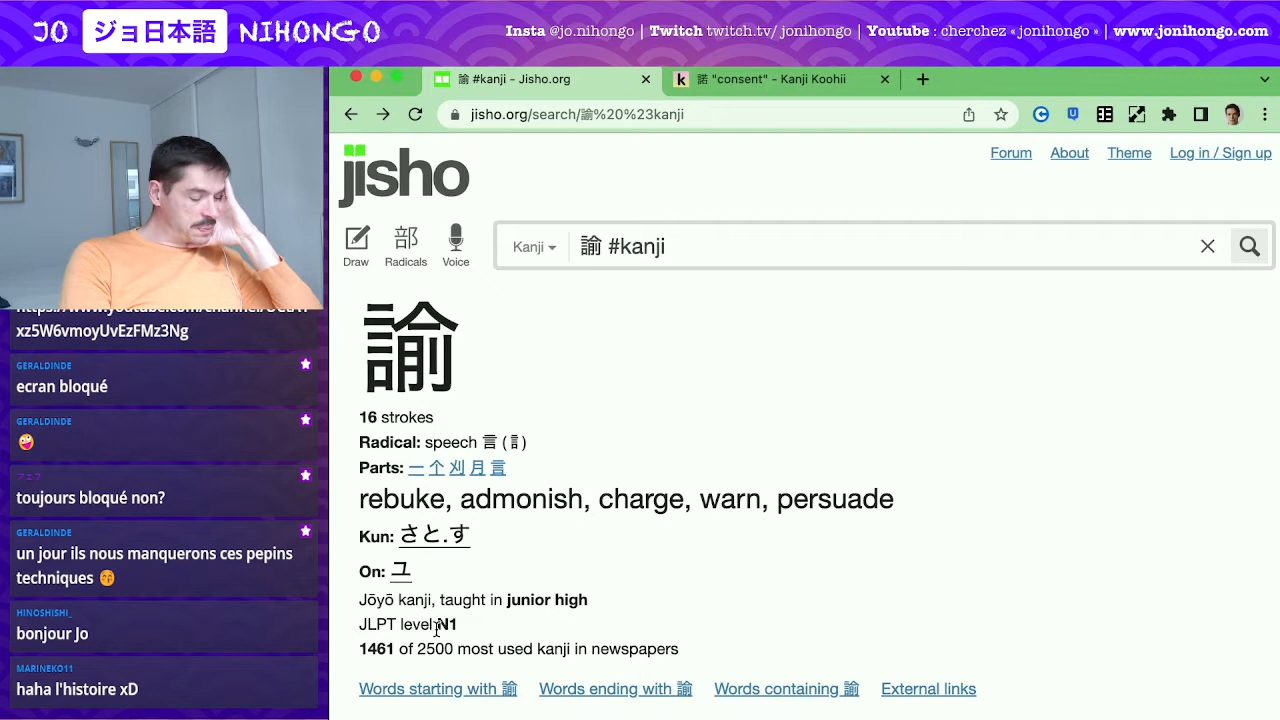 JO ジョ日本語 NIHONGO
Insta @jo.nihongo | Twitch twitch.tv/ jonihongo | Youtube : cherchez « jonihongo » | www.jonihongo.com
諭 #kanji - Jisho.org
k 諾 "consent" - Kanji Koohii
jisho.org/search/諭%20%23kanji
jisho
Forum About Theme Log in / Sign up
部
Draw Radicals Voice
Kanji 諭 #kanji
諭
16 strokes
Radical: speech 言 (訁)
Parts: 一 个 刈 月 言
rebuke, admonish, charge, warn, persuade
Kun: さと.す
On: ユ
Jōyō kanji, taught in junior high
JLPT level N1
1461 of 2500 most used kanji in newspapers
Words starting with 諭 Words ending with 諭 Words containing 諭 External links
xz5W6vmoyUvEzFMz3Ng
GERALDINDE
ecran bloqué
GERALDINDE
フェフ
toujours bloqué non?
GERALDINDE
un jour ils nous manquerons ces pepins
techniques
HINOSHISHI_
bonjour Jo
MARINEKO11
haha l'histoire xD